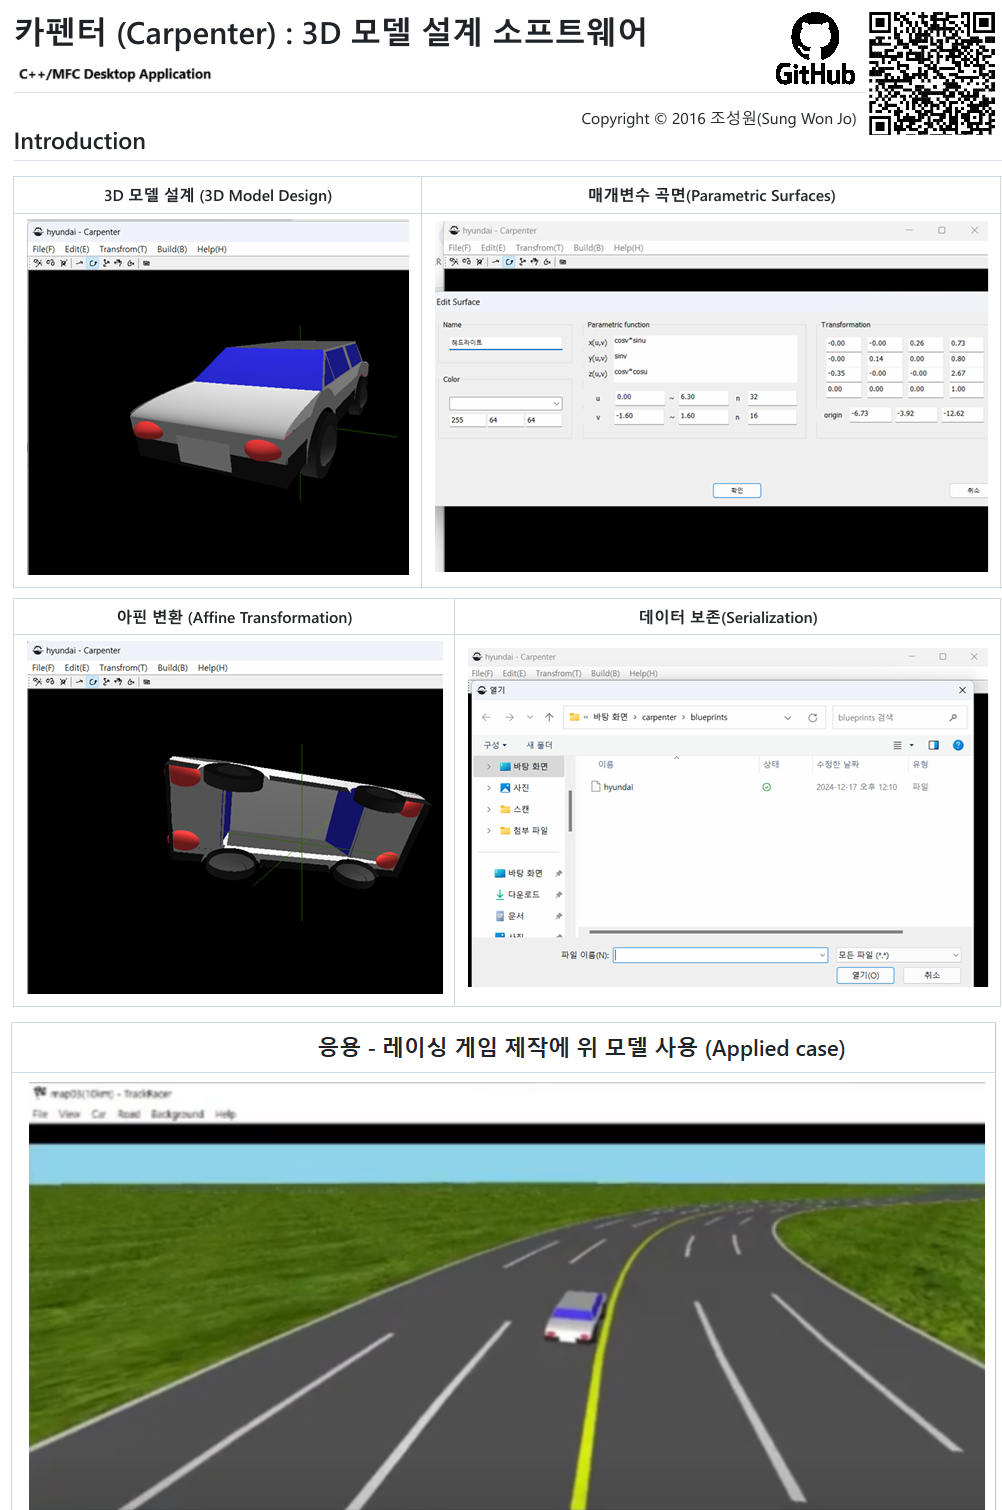 카펜터 (Carpenter) : 3D 모델 설계 소프트웨어
GitHub
C++/MFC Desktop Application
Copyright © 2016 조성원(Sung Won Jo)
Introduction
3D 모델 설계 (3D Model Design)
hyundai - Carpenter
File(F) Edit(E) Transfrom(T) Build(B) Help(H)
매개변수 곡면(Parametric Surfaces)
hyundai - Carpenter
File(F) Edit(E) Transfrom(T) Build(B) Help(H)
R
Edit Surface
Name
헤드라이트
Color
255 64 64
Parametric function
x(u,v) cosv*sinu
y(u,v) sinv
z(u,v) cosv*cosu
u 0.00 ~ 6.30 n 32
v -1.60 ~ 1.60 n 16
Transformation
-0.00 -0.00 0.26 0.73
-0.00 0.14 0.00 0.80
-0.35 -0.00 -0.00 2.67
0.00 0.00 0.00 1.00
origin -6.73 -3.92 -12.62
확인 취소
아핀 변환 (Affine Transformation)
hyundai - Carpenter
File(F) Edit(E) Transfrom(T) Build(B) Help(H)
데이터 보존(Serialization)
hyundai - Carpenter
File(F) Edit(E) Transfrom(T) Build(B) Help(H)
열기
« 바탕 화면 › carpenter › blueprints
blueprints 검색
구성 새 폴더
바탕 화면
사진
스캔
첨부 파일
바탕 화면
다운로드
문서
사진
이름 상태 수정한 날짜 유형
hyundai 2024-12-17 오후 12:10 파일
파일 이름(N): 모든 파일 (*.*)
열기(O) 취소
응용 - 레이싱 게임 제작에 위 모델 사용 (Applied case)
map03(10km) - TrackRacer
File View Car Road Background Help